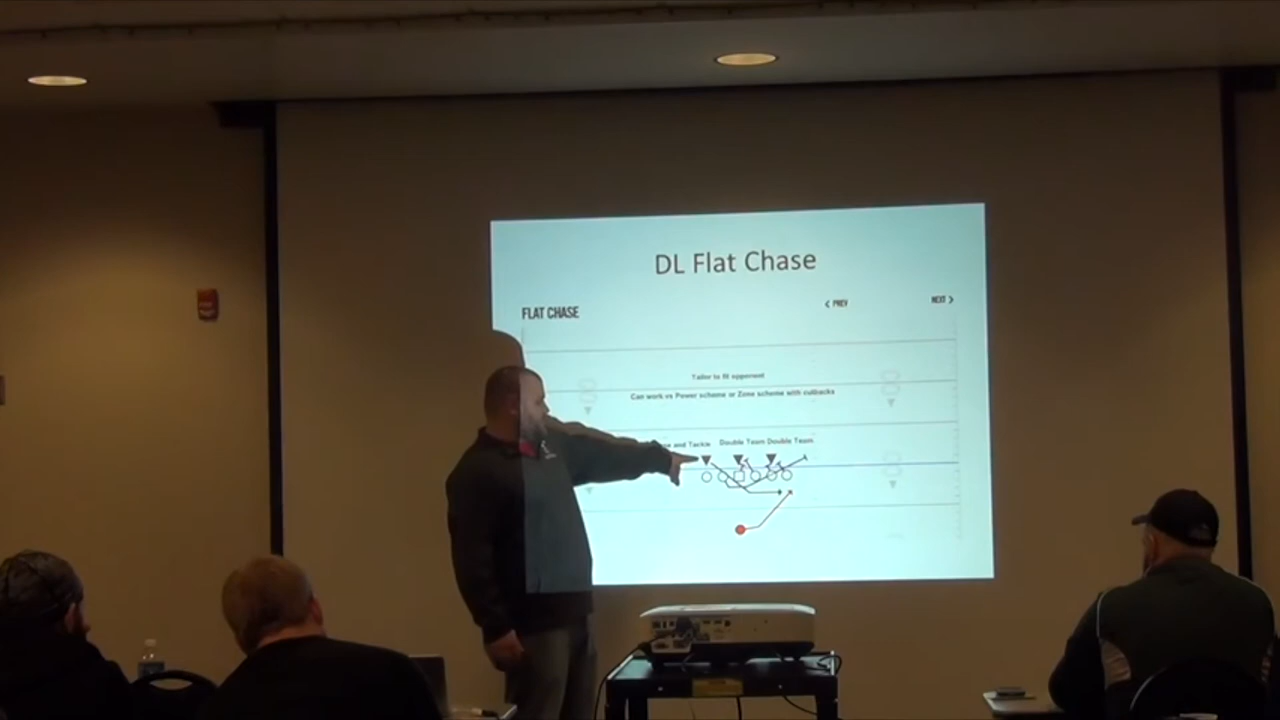 DL Flat Chase
FLAT CHASE
< PREV
NEXT >
Tailor to fit opponent
Can work vs Power scheme or Zone scheme with cutbacks
and Tackle
Double Team Double Team